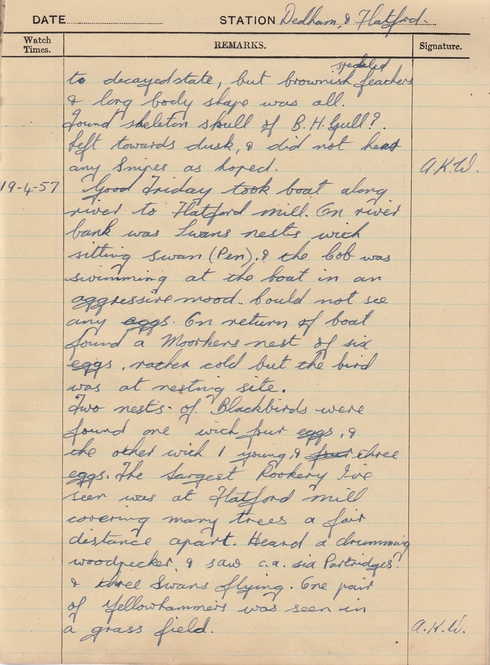 DATE STATION Dedham, & Flatford.
Watch Times. REMARKS. Signature.
speckled
to decayed state, but brownish feathers
& long body shape was all.
Found skeleton skull of B.H.Gull?
Left towards dusk, & did not hear
any Snipes as hoped. A.K.W.
19-4-57 Good Friday took boat along
river to Flatford Mill. On river
bank was Swans nests with
sitting swan (Pen), & the Cob was
swimming at the boat in an
aggressive mood. Could not see
any eggs. On return of boat
found a Moorhens nest of six
eggs, rather cold but the bird
was at nesting site.
Two nests of Blackbirds were
found one with four eggs, &
the other with 1 young, & four three
eggs. The Largest Rookery I've
seen was at Flatford Mill
covering many trees a fair
distance apart. Heard a drumming
woodpecker, & saw c.a. six Partridges.
& three Swans flying. One pair
of Yellowhammers was seen in
a grass field. A.K.W.